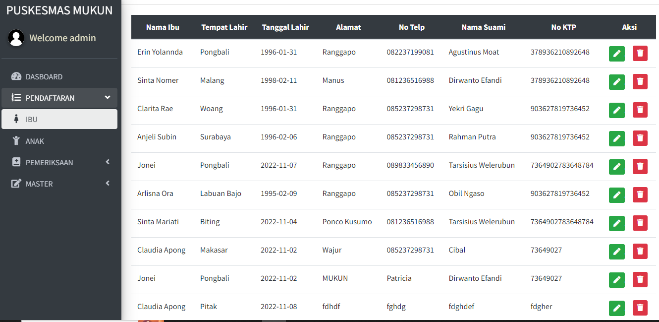 PUSKESMAS MUKUN
Welcome admin
DASBOARD
PENDAFTARAN
IBU
ANAK
PEMERIKSAAN
MASTER
Nama Ibu Tempat Lahir Tanggal Lahir Alamat No Telp Nama Suami No KTP Aksi
Erin Yolannda Pongbali 1996-01-31 Ranggapo 082237199081 Agustinus Moat 378936210892648
Sinta Nomer Malang 1998-02-11 Manus 081236516988 Dirwanto Efandi 378936210892648
Clarita Rae Woang 1996-01-31 Ranggapo 085237298731 Yekri Gagu 903627819736452
Anjeli Subin Surabaya 1996-02-06 Ranggapo 085237298731 Rahman Putra 903627819736452
Jonei Pongbali 2022-11-07 Ranggapo 089833456890 Tarsisius Welerubun 7364902783648784
Arlisna Ora Labuan Bajo 1995-02-09 Ranggapo 085237298731 Obil Ngaso 903627819736452
Sinta Mariati Biting 2022-11-04 Ponco Kusumo 081236516988 Tarsisius Welerubun 7364902783648784
Claudia Apong Makasar 2022-11-02 Wajur 085237298731 Cibal 73649027
Jonei Pongbali 2022-11-02 MUKUN Patricia Dirwanto Efandi 73649027
Claudia Apong Pitak 2022-11-08 fdhdf fghdg fdghdef fdgher